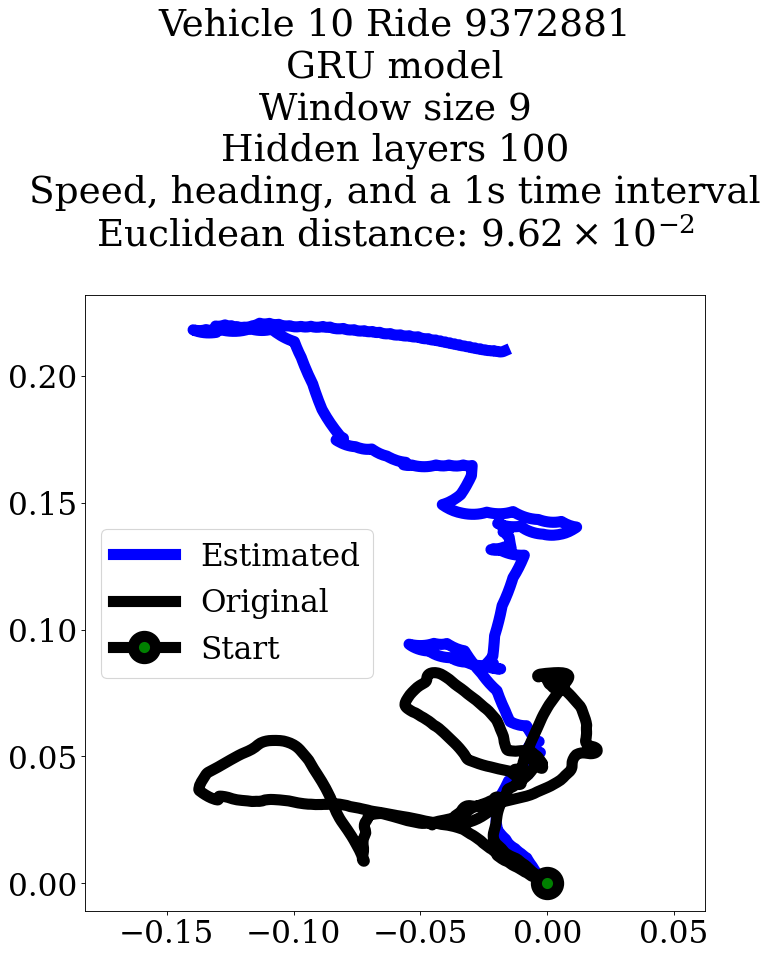 Vehicle 10 Ride 9372881
GRU model
Window size 9
Hidden layers 100
Speed, heading, and a 1s time interval
Euclidean distance: 9.62 × 10⁻²
0.20
0.15
0.10
0.05
0.00
Estimated
Original
Start
−0.15 −0.10 −0.05 0.00 0.05